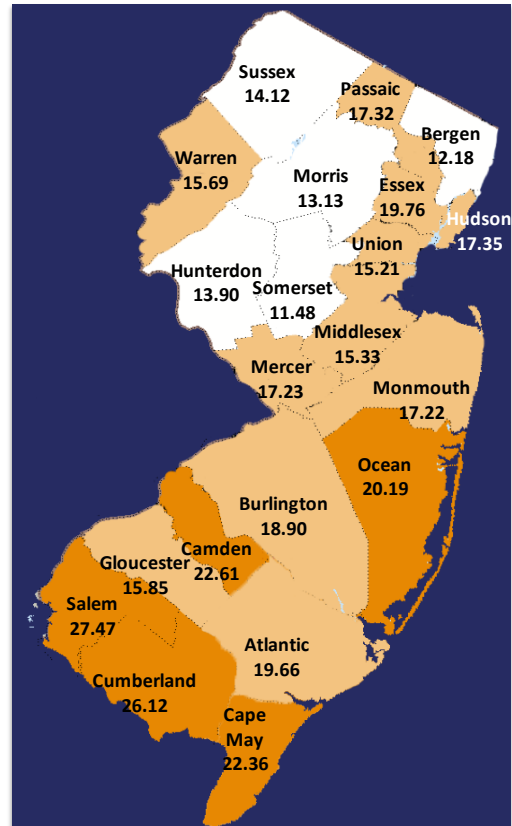 Sussex
14.12
Passaic
17.32
Bergen
12.18
Warren
15.69
Morris
13.13
Essex
19.76
Hudson
17.35
Union
15.21
Hunterdon
13.90
Somerset
11.48
Middlesex
15.33
Mercer
17.23
Monmouth
17.22
Ocean
20.19
Burlington
18.90
Camden
22.61
Gloucester
15.85
Salem
27.47
Atlantic
19.66
Cumberland
26.12
Cape
May
22.36